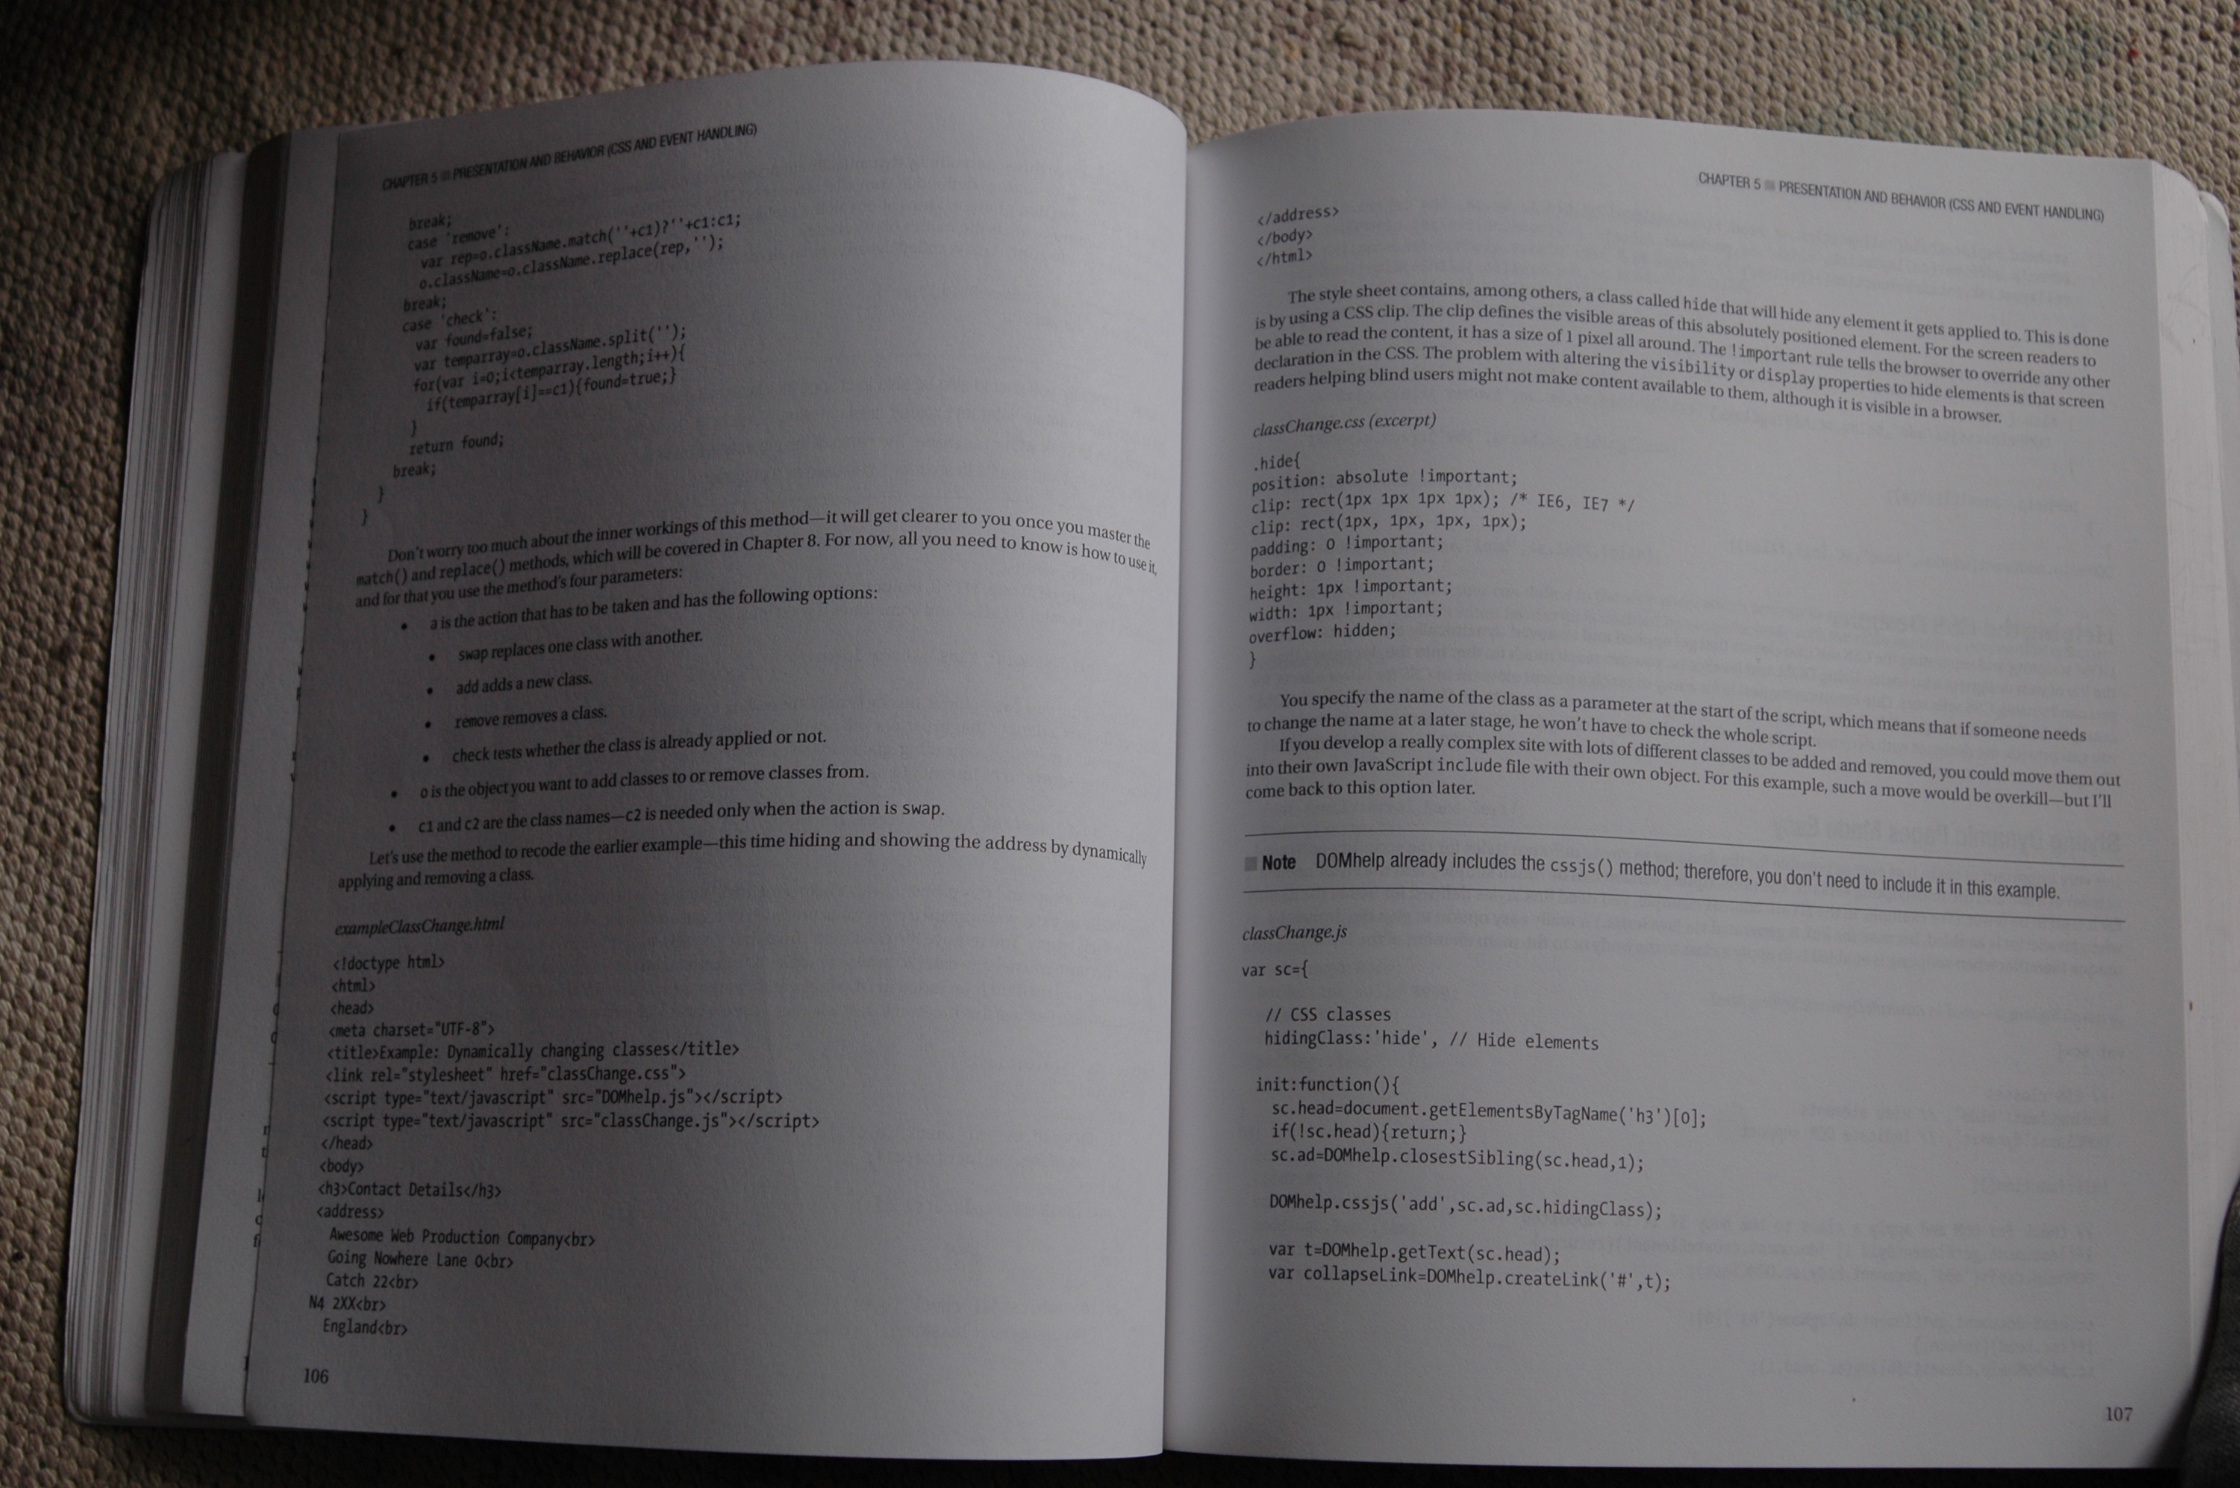 CHAPTER 5 ■ PRESENTATION AND BEHAVIOR (CSS AND EVENT HANDLING)
break;
case 'remove':
var rep=o.className.match(' '+c1)?' '+c1:c1;
o.className=o.className.replace(rep,'');
break;
case 'check':
var found=false;
var temparray=o.className.split(' ');
for(var i=0;i<temparray.length;i++){
if(temparray[i]==c1){found=true;}
}
return found;
break;
}
}
Don't worry too much about the inner workings of this method—it will get clearer to you once you master the
match() and replace() methods, which will be covered in Chapter 8. For now, all you need to know is how to use it,
and for that you use the method's four parameters:
• a is the action that has to be taken and has the following options:
• swap replaces one class with another.
• add adds a new class.
• remove removes a class.
• check tests whether the class is already applied or not.
• o is the object you want to add classes to or remove classes from.
• c1 and c2 are the class names—c2 is needed only when the action is swap.
Let's use the method to recode the earlier example—this time hiding and showing the address by dynamically
applying and removing a class.
exampleClassChange.html
<!doctype html>
<html>
<head>
<meta charset="UTF-8">
<title>Example: Dynamically changing classes</title>
<link rel="stylesheet" href="classChange.css">
<script type="text/javascript" src="DOMhelp.js"></script>
<script type="text/javascript" src="classChange.js"></script>
</head>
<body>
<h3>Contact Details</h3>
<address>
Awesome Web Production Company<br>
Going Nowhere Lane 0<br>
Catch 22<br>
N4 2XX<br>
England<br>
106
CHAPTER 5 ■ PRESENTATION AND BEHAVIOR (CSS AND EVENT HANDLING)
</address>
</body>
</html>
The style sheet contains, among others, a class called hide that will hide any element it gets applied to. This is done
is by using a CSS clip. The clip defines the visible areas of this absolutely positioned element. For the screen readers to
be able to read the content, it has a size of 1 pixel all around. The !important rule tells the browser to override any other
declaration in the CSS. The problem with altering the visibility or display properties to hide elements is that screen
readers helping blind users might not make content available to them, although it is visible in a browser.
classChange.css (excerpt)
.hide{
position: absolute !important;
clip: rect(1px 1px 1px 1px); /* IE6, IE7 */
clip: rect(1px, 1px, 1px, 1px);
padding: 0 !important;
border: 0 !important;
height: 1px !important;
width: 1px !important;
overflow: hidden;
}
You specify the name of the class as a parameter at the start of the script, which means that if someone needs
to change the name at a later stage, he won't have to check the whole script.
If you develop a really complex site with lots of different classes to be added and removed, you could move them out
into their own JavaScript include file with their own object. For this example, such a move would be overkill—but I'll
come back to this option later.
■ Note DOMhelp already includes the cssjs() method; therefore, you don't need to include it in this example.
classChange.js
var sc={
// CSS classes
hidingClass:'hide', // Hide elements
init:function(){
sc.head=document.getElementsByTagName('h3')[0];
if(!sc.head){return;}
sc.ad=DOMhelp.closestSibling(sc.head,1);
DOMhelp.cssjs('add',sc.ad,sc.hidingClass);
var t=DOMhelp.getText(sc.head);
var collapseLink=DOMhelp.createLink('#',t);
107